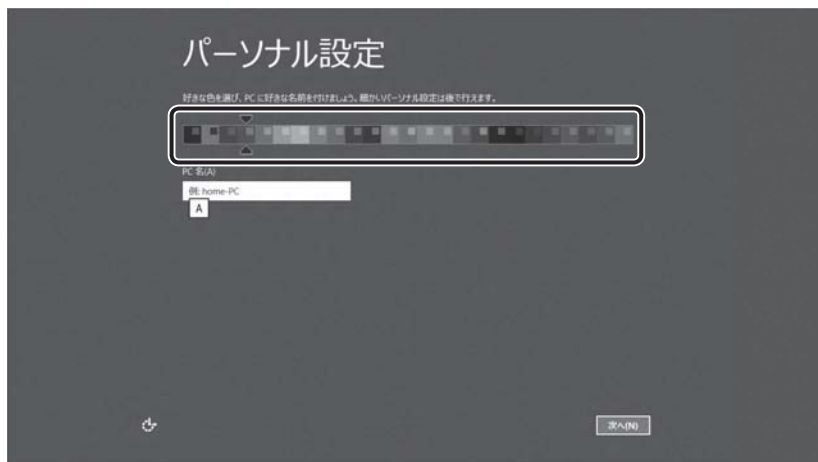 パーソナル設定
好きな色を選び、PC に好きな名前を付けましょう。細かいパーソナル設定は後で行えます。
PC 名(A)
例: home-PC
A
次へ(N)